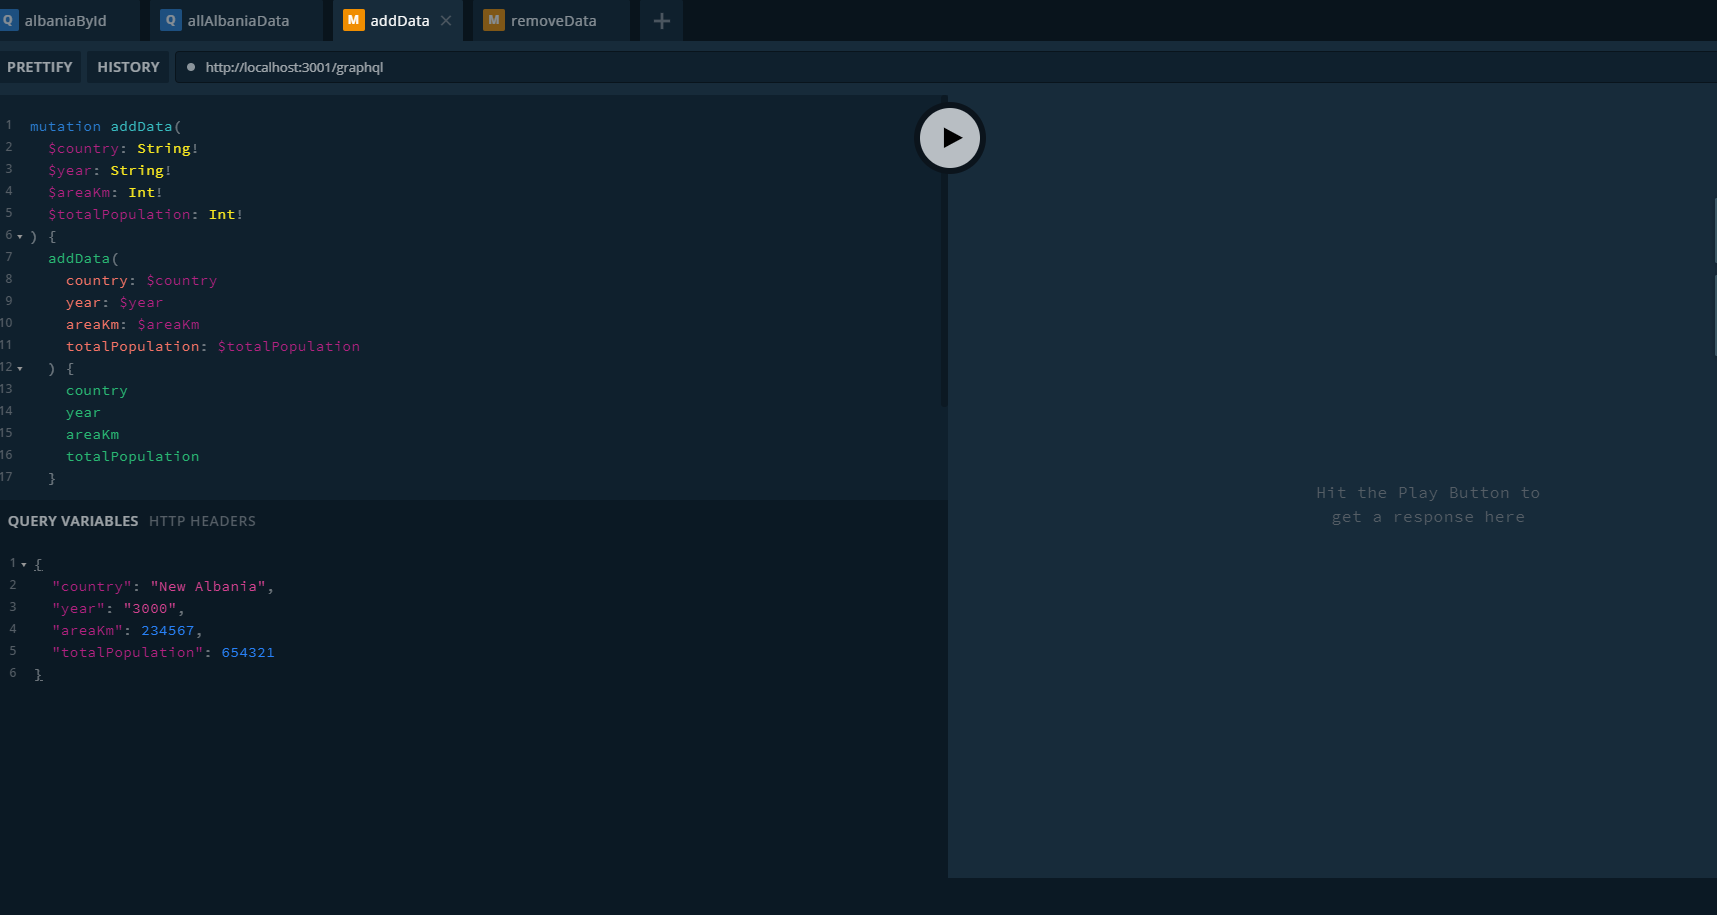 Q albaniaById Q allAlbaniaData M addData × M removeData +
PRETTIFY HISTORY http://localhost:3001/graphql
1 mutation addData(
2 $country: String!
3 $year: String!
4 $areaKm: Int!
5 $totalPopulation: Int!
6 ) {
7 addData(
8 country: $country
9 year: $year
10 areaKm: $areaKm
11 totalPopulation: $totalPopulation
12 ) {
13 country
14 year
15 areaKm
16 totalPopulation
17 }
QUERY VARIABLES HTTP HEADERS
1 {
2 "country": "New Albania",
3 "year": "3000",
4 "areaKm": 234567,
5 "totalPopulation": 654321
6 }
Hit the Play Button to
get a response here